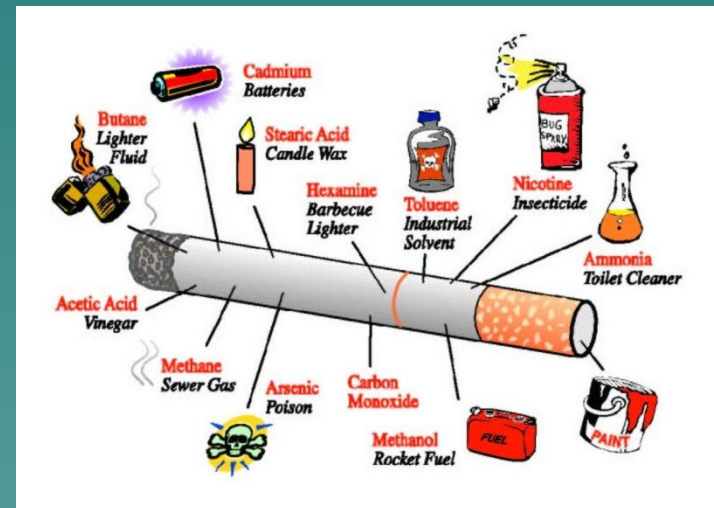 Cadmium
Batteries
Butane
Lighter
Fluid
Stearic Acid
Candle Wax
Hexamine
Barbecue
Lighter
Toluene
Industrial
Solvent
BUG
SPRAY
Nicotine
Insecticide
Ammonia
Toilet Cleaner
Acetic Acid
Vinegar
Methane
Sewer Gas
Arsenic
Poison
Carbon
Monoxide
Methanol
Rocket Fuel
FUEL
PAINT